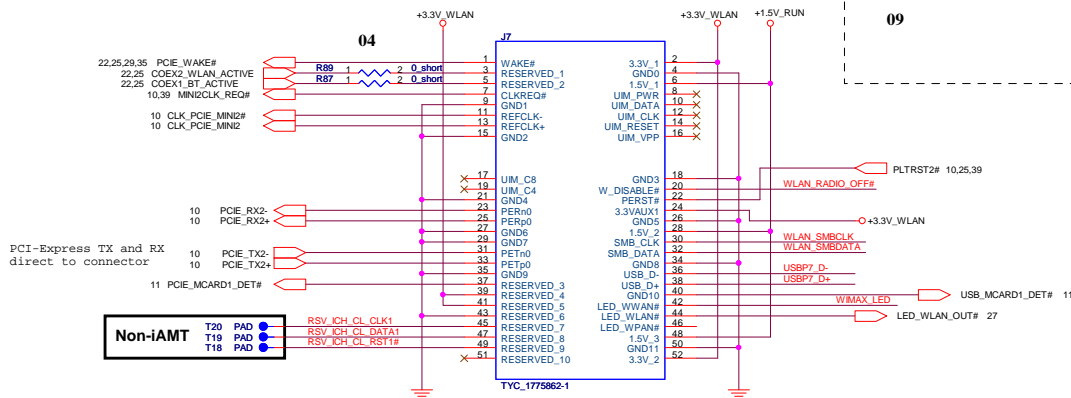 +3.3V_WLAN
+3.3V_WLAN
+1.5V_RUN
09
04
J7
22,25,29,35 PCIE_WAKE#
1 WAKE#
3.3V_1 2
22,25 COEX2_WLAN_ACTIVE
R89 1 2 0_short
3 RESERVED_1
GND0 4
22,25 COEX1_BT_ACTIVE
R87 1 2 0_short
5 RESERVED_2
1.5V_1 6
10,39 MINI2CLK_REQ#
7 CLKREQ#
UIM_PWR 8
9 GND1
UIM_DATA 10
10 CLK_PCIE_MINI2#
11 REFCLK-
UIM_CLK 12
10 CLK_PCIE_MINI2
13 REFCLK+
UIM_RESET 14
15 GND2
UIM_VPP 16
PLTRST2# 10,25,39
17 UIM_C8
GND3 18
19 UIM_C4
W_DISABLE# 20
WLAN_RADIO_OFF#
21 GND4
PERST# 22
10 PCIE_RX2-
23 PERn0
3.3VAUX1 24
10 PCIE_RX2+
25 PERp0
GND5 26
+3.3V_WLAN
27 GND6
1.5V_2 28
29 GND7
SMB_CLK 30
WLAN_SMBCLK
PCI-Express TX and RX
direct to connector
10 PCIE_TX2-
31 PETn0
SMB_DATA 32
WLAN_SMBDATA
10 PCIE_TX2+
33 PETp0
GND8 34
35 GND9
USB_D- 36
USBP7_D-
11 PCIE_MCARD1_DET#
37 RESERVED_3
USB_D+ 38
USBP7_D+
39 RESERVED_4
GND10 40
USB_MCARD1_DET# 11
41 RESERVED_5
LED_WWAN# 42
WIMAX_LED
43 RESERVED_6
LED_WLAN# 44
LED_WLAN_OUT# 27
Non-iAMT
T20 PAD
RSV_ICH_CL_CLK1
45 RESERVED_7
LED_WPAN# 46
T19 PAD
RSV_ICH_CL_DATA1
47 RESERVED_8
1.5V_3 48
T18 PAD
RSV_ICH_CL_RST1#
49 RESERVED_9
GND11 50
51 RESERVED_10
3.3V_2 52
TYC_1775862-1